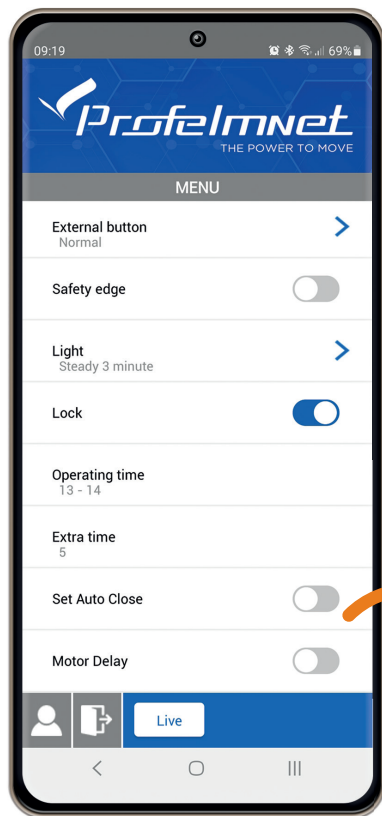 09:19
69%
Profelmnet
THE POWER TO MOVE
MENU
External button
Normal
Safety edge
Light
Steady 3 minute
Lock
Operating time
13 - 14
Extra time
5
Set Auto Close
Motor Delay
Live